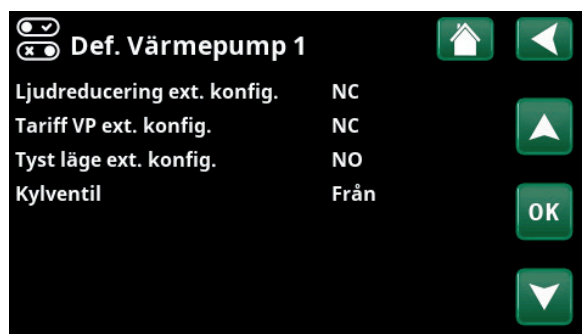 Def. Värmepump 1
Ljudreducering ext. konfig. NC
Tariff VP ext. konfig. NC
Tyst läge ext. konfig. NO
Kylventil Från
OK